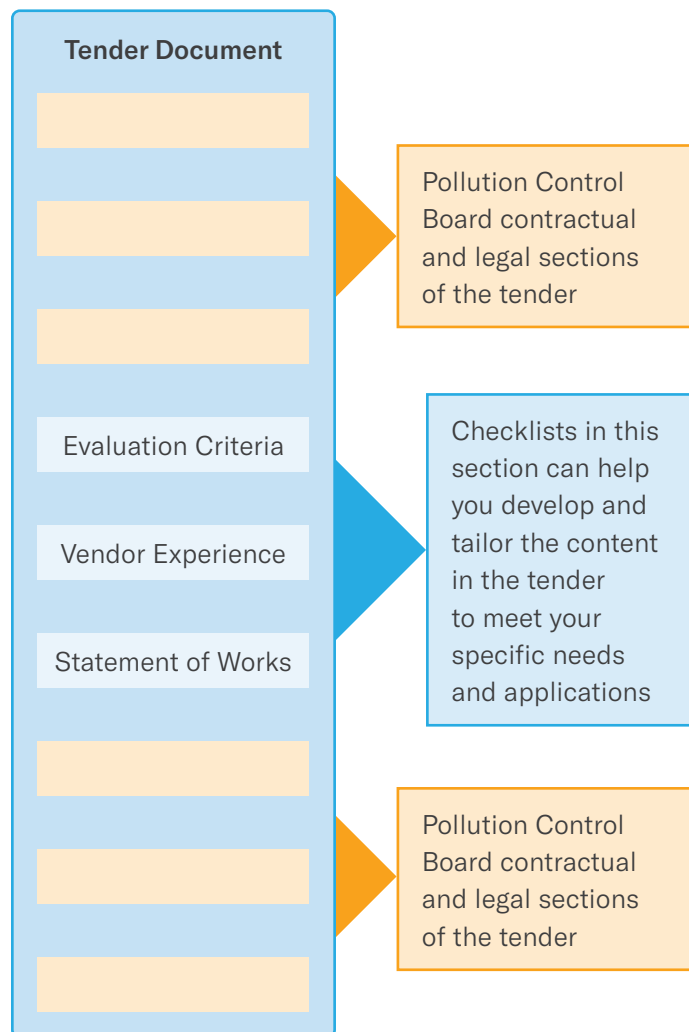 Tender Document
Pollution Control
Board contractual
and legal sections
of the tender
Evaluation Criteria
Vendor Experience
Statement of Works
Checklists in this
section can help
you develop and
tailor the content
in the tender
to meet your
specific needs
and applications
Pollution Control
Board contractual
and legal sections
of the tender